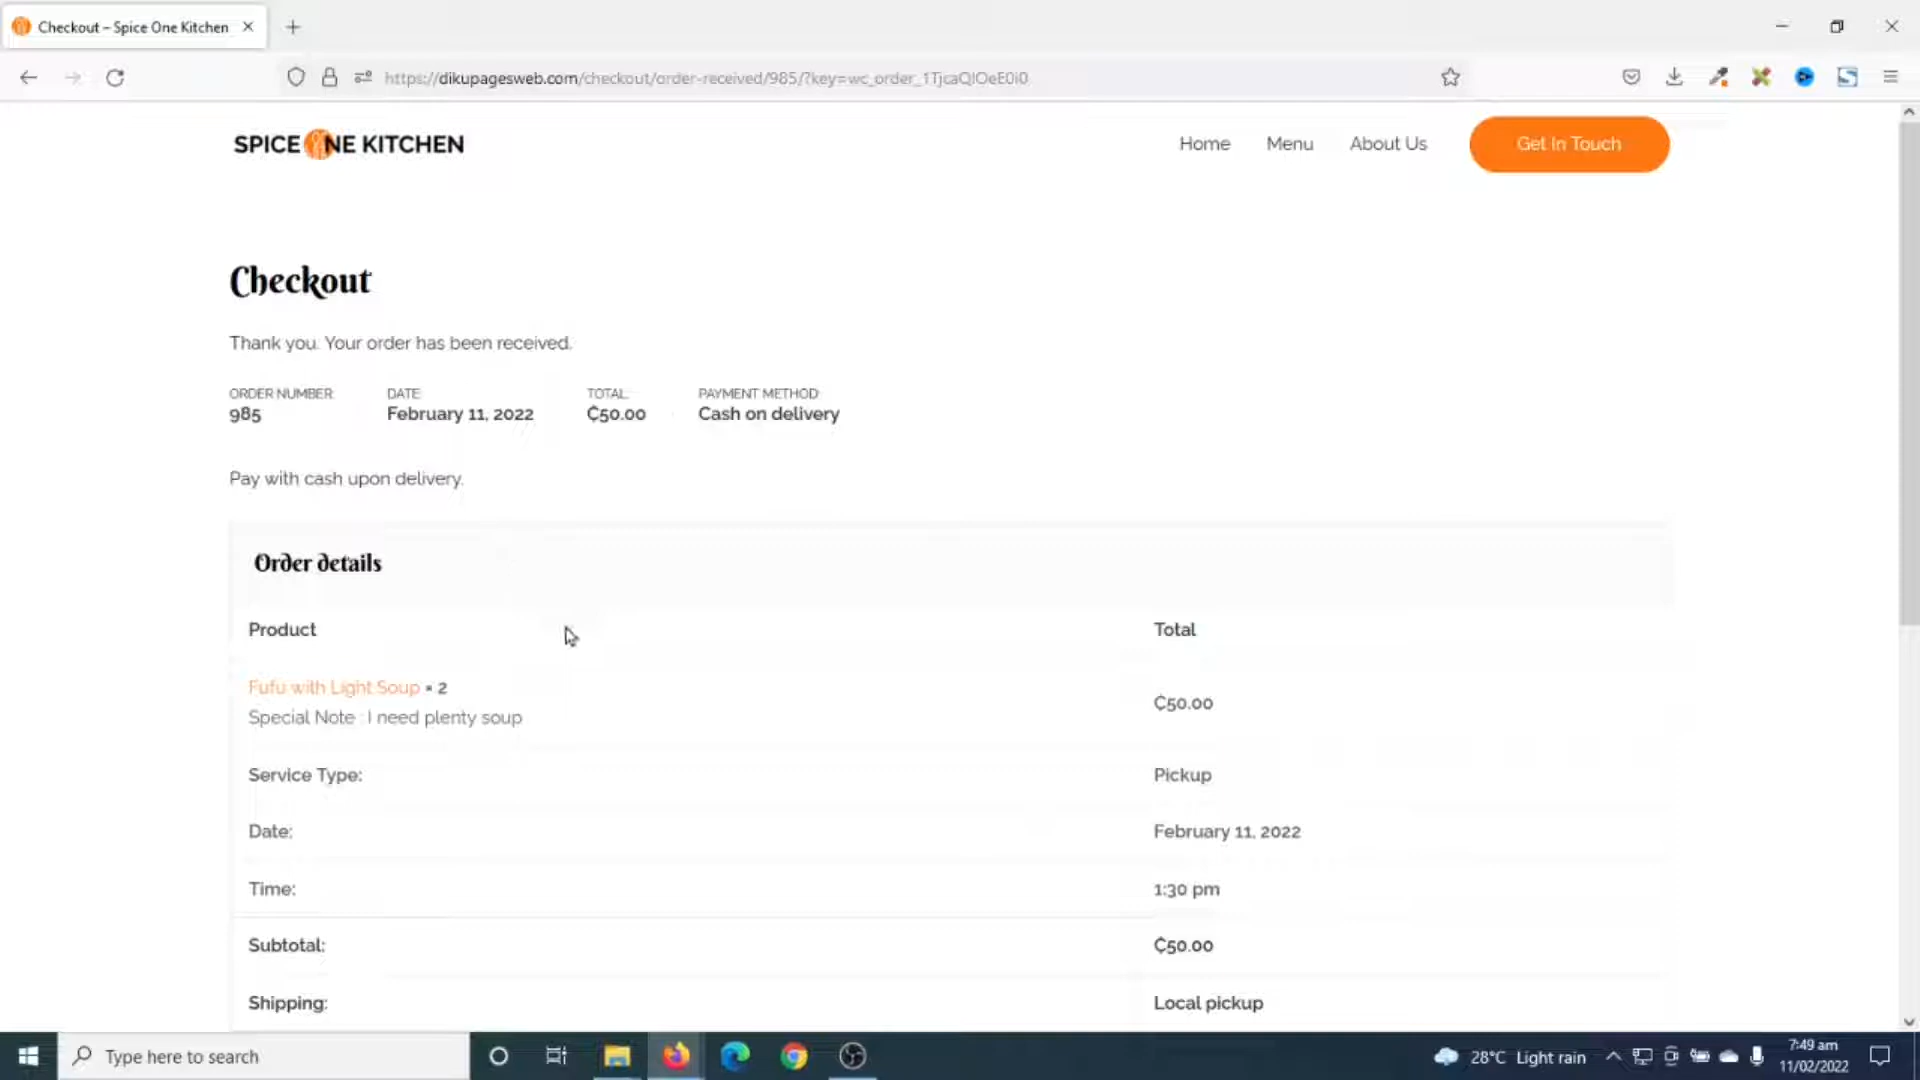 Checkout – Spice One Kitchen
https://dikupagesweb.com/checkout/order-received/985/?key=wc_order_1TjcaQIOeE0i0
SPICE ONE KITCHEN
Home
Menu
About Us
Get In Touch
Checkout
Thank you. Your order has been received.
ORDER NUMBER: DATE: TOTAL: PAYMENT METHOD:
985 February 11, 2022 ₵50.00 Cash on delivery
Pay with cash upon delivery.
Order details
Product Total
Fufu with Light Soup × 2 ₵50.00
Special Note : I need plenty soup
Service Type: Pickup
Date: February 11, 2022
Time: 1:30 pm
Subtotal: ₵50.00
Shipping: Local pickup
Type here to search
28°C Light rain
7:49 am
11/02/2022